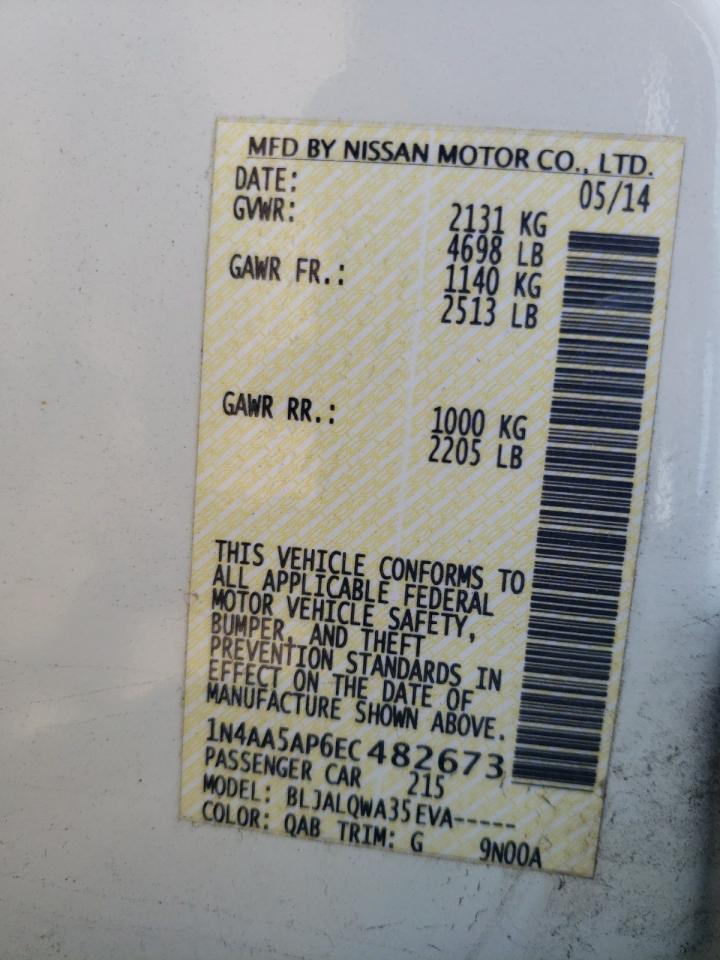 MFD BY NISSAN MOTOR CO., LTD.
DATE: 05/14
GVWR: 2131 KG
4698 LB
GAWR FR.: 1140 KG
2513 LB
GAWR RR.: 1000 KG
2205 LB
THIS VEHICLE CONFORMS TO
ALL APPLICABLE FEDERAL
MOTOR VEHICLE SAFETY,
BUMPER, AND THEFT
PREVENTION STANDARDS IN
EFFECT ON THE DATE OF
MANUFACTURE SHOWN ABOVE.
1N4AA5AP6EC482673
PASSENGER CAR 215
MODEL: BLJALQWA35EVA-----
COLOR: QAB TRIM: G 9N00A